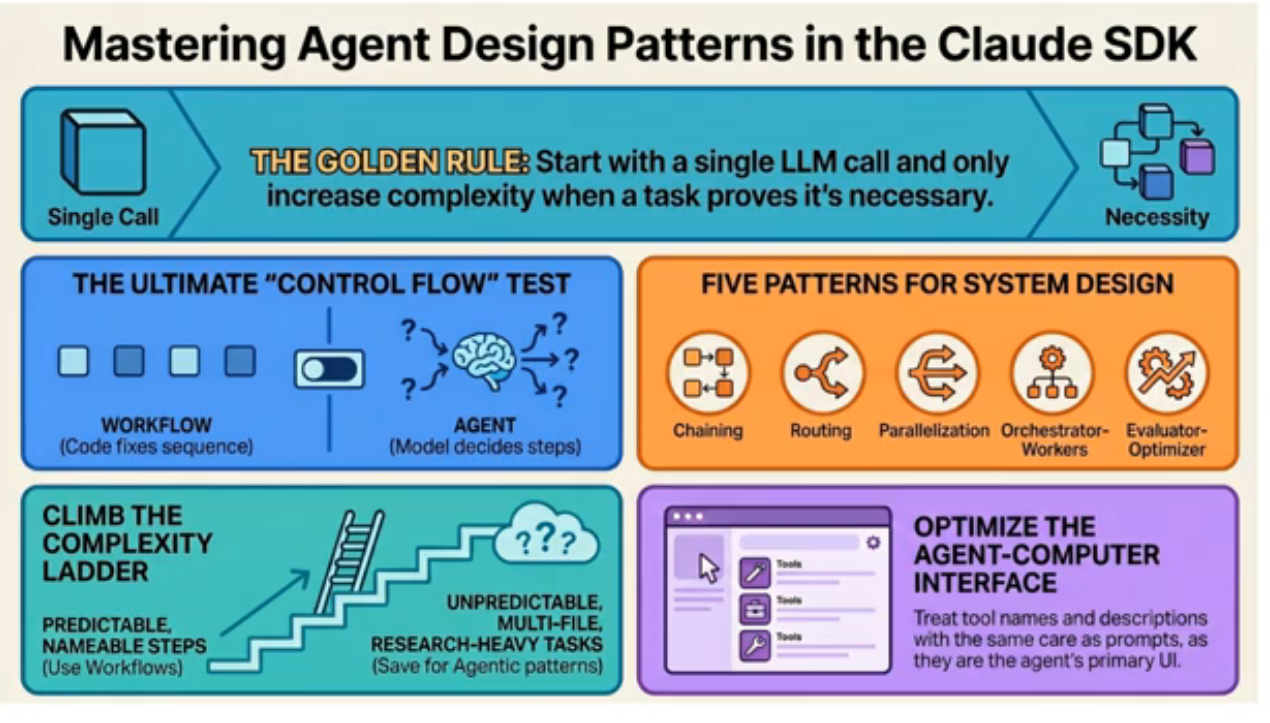 Mastering Agent Design Patterns in the Claude SDK
Single Call
THE GOLDEN RULE: Start with a single LLM call and only
increase complexity when a task proves it's necessary.
Necessity
THE ULTIMATE “CONTROL FLOW” TEST
WORKFLOW
(Code fixes sequence)
? ? ? ? ?
AGENT
(Model decides steps)
FIVE PATTERNS FOR SYSTEM DESIGN
Chaining
Routing
Parallelization
Orchestrator-
Workers
Evaluator-
Optimizer
CLIMB THE
COMPLEXITY
LADDER
PREDICTABLE,
NAMEABLE STEPS
(Use Workflows)
???
UNPREDICTABLE,
MULTI-FILE,
RESEARCH-HEAVY TASKS
(Save for Agentic patterns)
Tools
Tools
Tools
OPTIMIZE THE
AGENT-COMPUTER
INTERFACE
Treat tool names and descriptions
with the same care as prompts, as
they are the agent's primary UI.